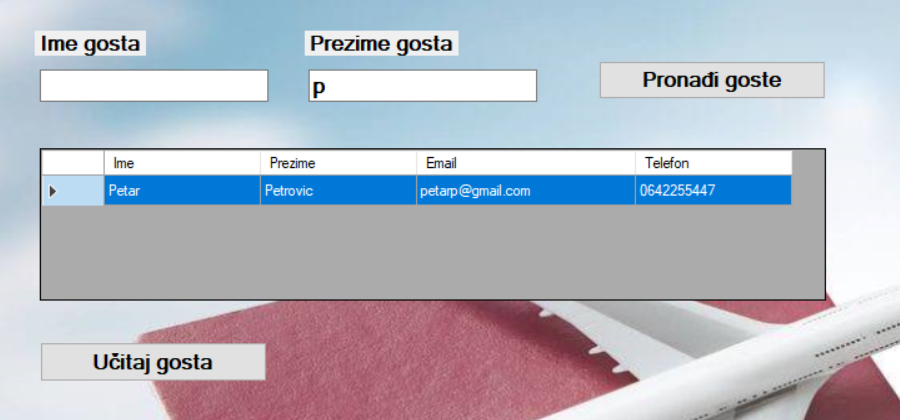 Ime gosta Prezime gosta
p Pronađi goste
Ime Prezime Email Telefon
Petar Petrovic petarp@gmail.com 0642255447
Učitaj gosta